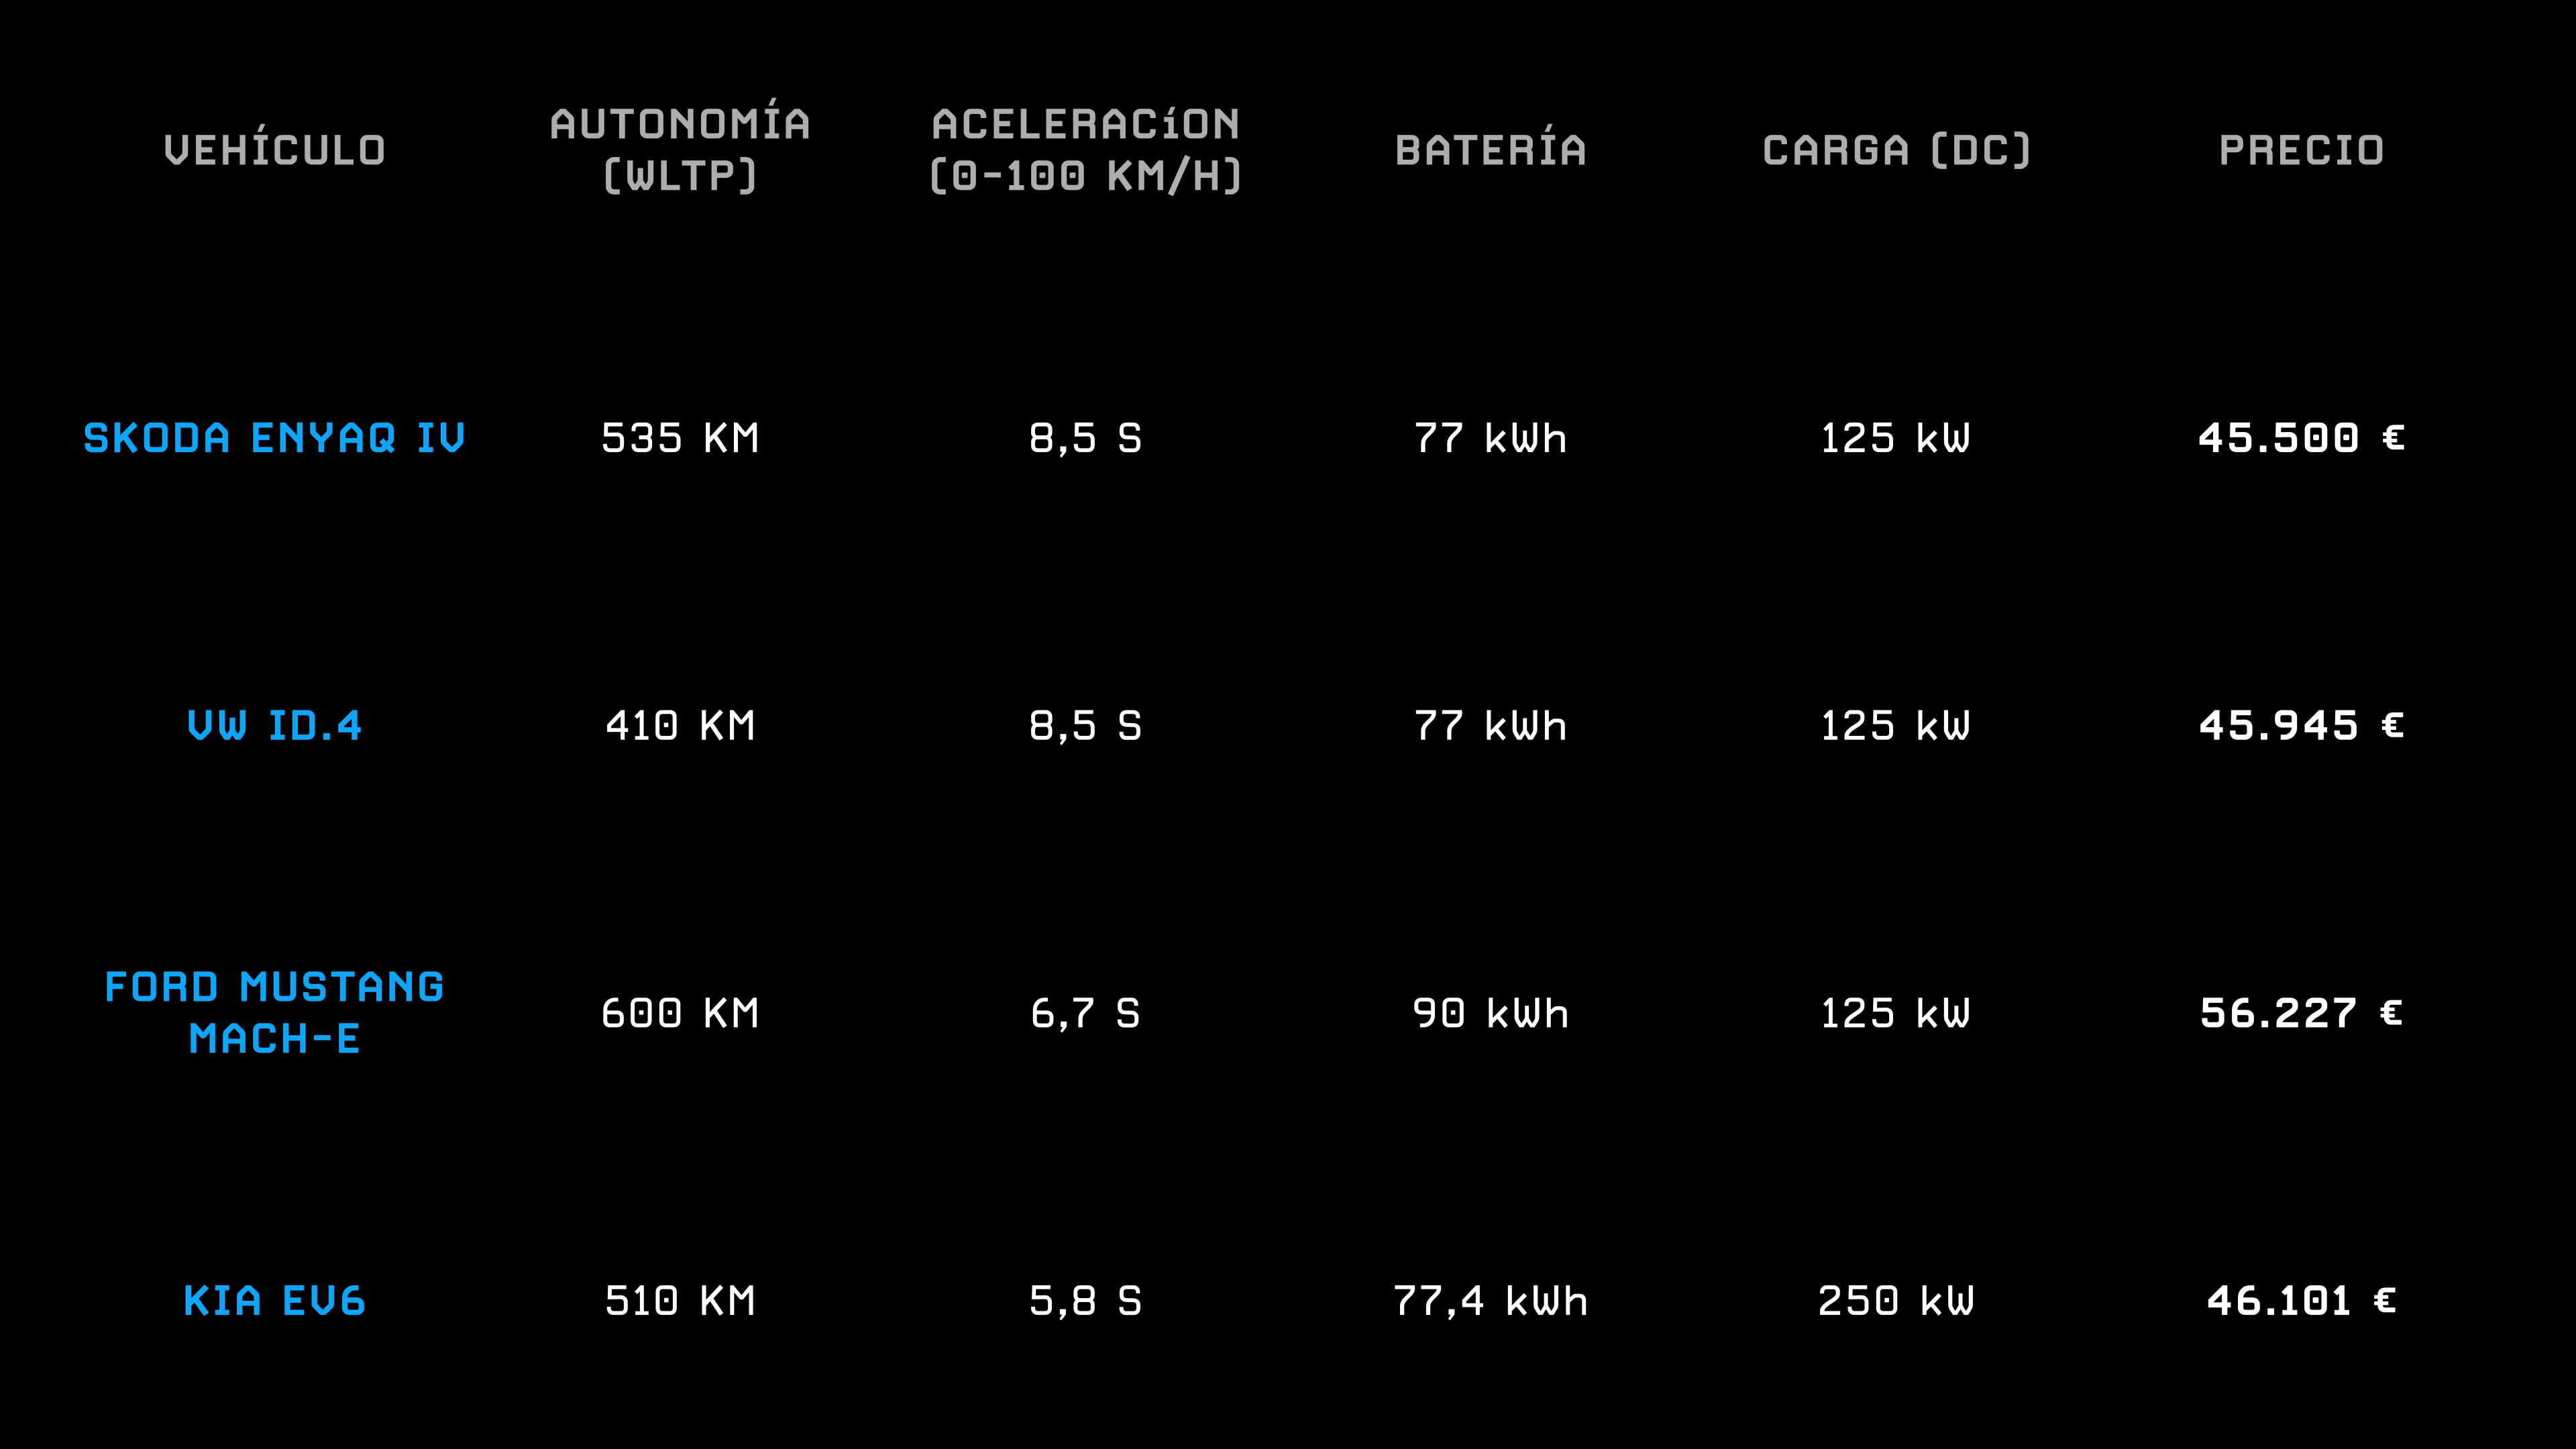 VEHÍCULO AUTONOMÍA (WLTP) ACELERACíON (0-100 KM/H) BATERÍA CARGA (DC) PRECIO
SKODA ENYAQ IV 535 KM 8,5 S 77 kWh 125 kW 45.500 €
VW ID.4 410 KM 8,5 S 77 kWh 125 kW 45.945 €
FORD MUSTANG MACH-E 600 KM 6,7 S 90 kWh 125 kW 56.227 €
KIA EV6 510 KM 5,8 S 77,4 kWh 250 kW 46.101 €